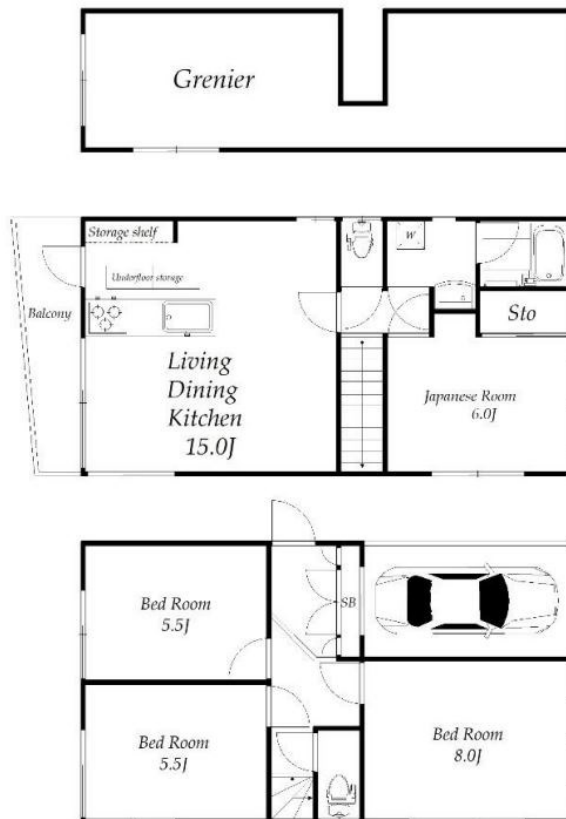 Grenier
Storage shelf
W
Underfloor storage
Balcony
Sto
Living
Dining
Kitchen
15.0J
Japanese Room
6.0J
Bed Room
5.5J
SB
Bed Room
5.5J
Bed Room
8.0J